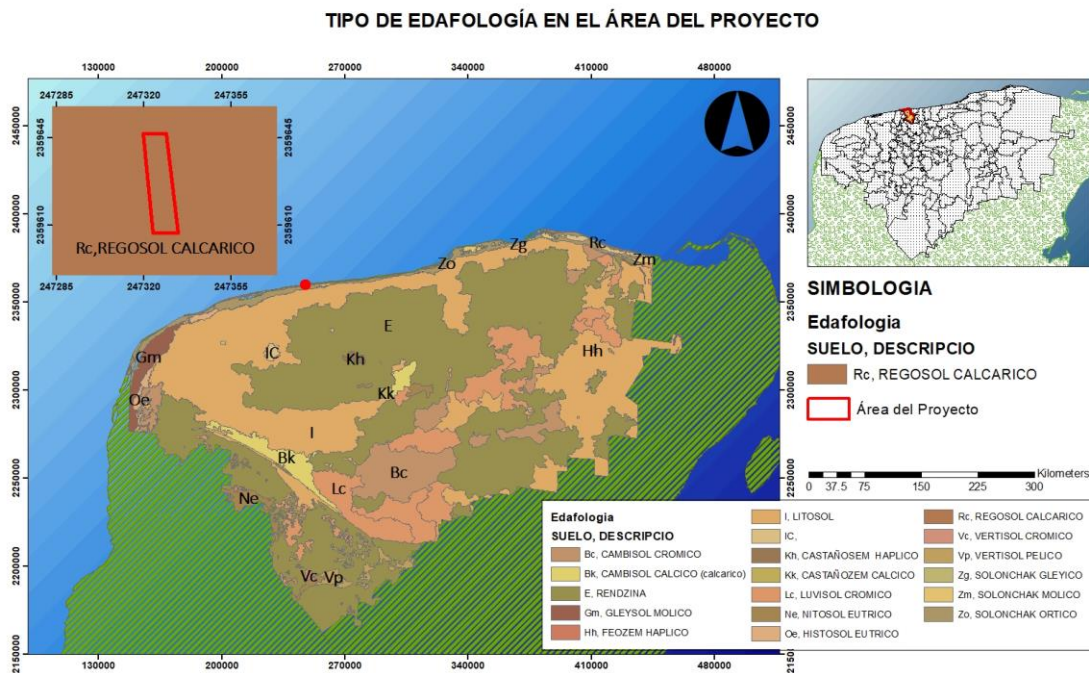 TIPO DE EDAFOLOGÍA EN EL ÁREA DEL PROYECTO
130000 200000 270000 340000 410000 480000
247285 247320 247355
2359645 2359645
2359610 2359610
Rc,REGOSOL CALCARICO
247285 247320 247355
2450000 2450000
2400000 2400000
2350000 2350000
2300000 2300000
2250000 2250000
2200000 2200000
2150000
Zo
Zg
Rc
Zm
E
IC
Kh
Hh
Gm
Kk
Oe
I
Bk
Bc
Lc
Ne
Vc
Vp
130000 200000 270000 340000 410000 480000
SIMBOLOGIA
Edafologia
SUELO, DESCRIPCIO
Rc, REGOSOL CALCARICO
Área del Proyecto
Kilometers
0 37.5 75 150 225 300
Edafologia
SUELO, DESCRIPCIO
Bc, CAMBISOL CROMICO
Bk, CAMBISOL CALCICO (calcarico)
E, RENDZINA
Gm, GLEYSOL MOLICO
Hh, FEOZEM HAPLICO
I, LITOSOL
IC,
Kh, CASTAÑOSEM HAPLICO
Kk, CASTAÑOZEM CALCICO
Lc, LUVISOL CROMICO
Ne, NITOSOL EUTRICO
Oe, HISTOSOL EUTRICO
Rc, REGOSOL CALCARICO
Vc, VERTISOL CROMICO
Vp, VERTISOL PELICO
Zg, SOLONCHAK GLEYICO
Zm, SOLONCHAK MOLICO
Zo, SOLONCHAK ORTICO